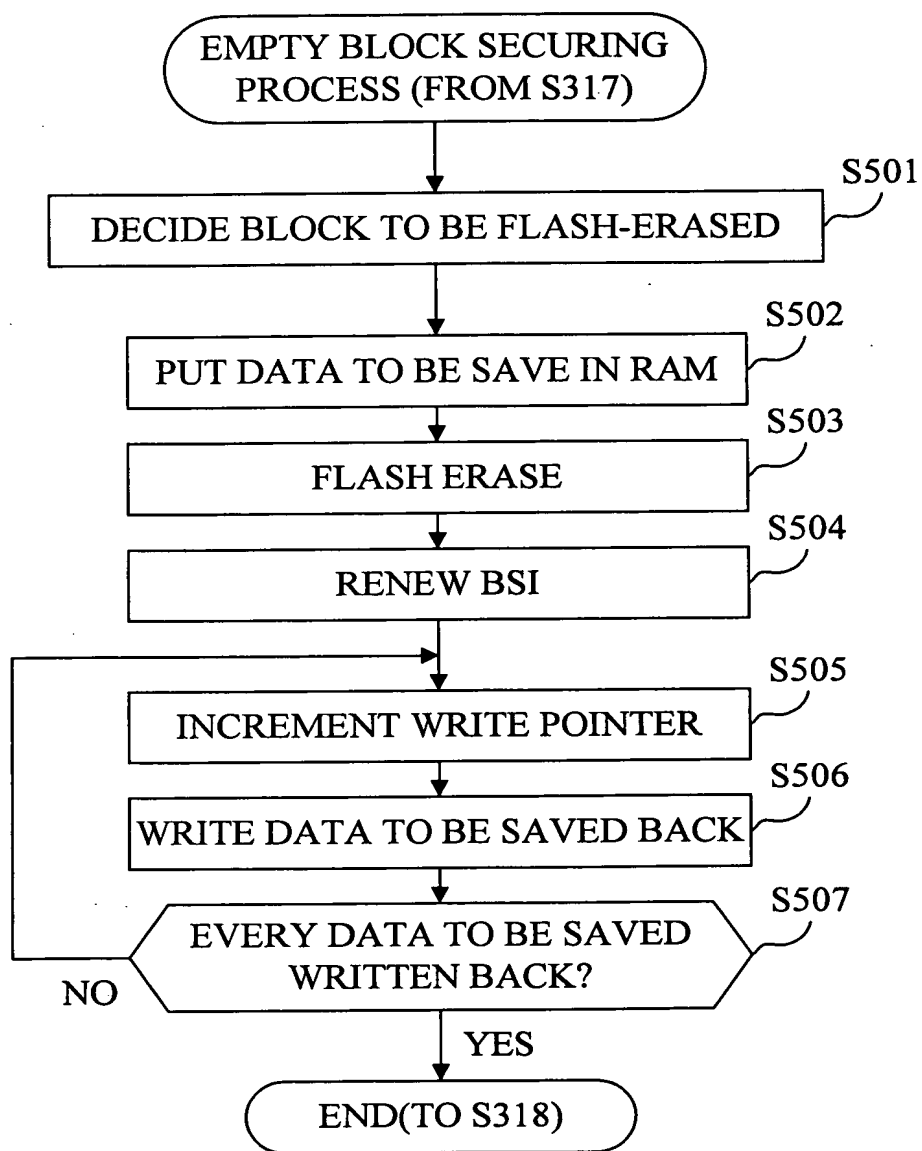 EMPTY BLOCK SECURING
PROCESS (FROM S317)
S501
DECIDE BLOCK TO BE FLASH-ERASED
S502
PUT DATA TO BE SAVE IN RAM
S503
FLASH ERASE
S504
RENEW BSI
S505
INCREMENT WRITE POINTER
S506
WRITE DATA TO BE SAVED BACK
S507
EVERY DATA TO BE SAVED
WRITTEN BACK?
NO
YES
END(TO S318)